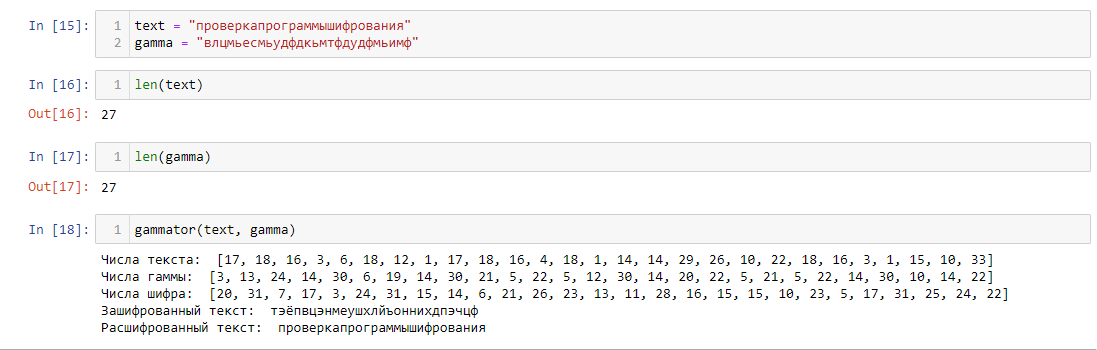 In [15]:
1 text = "проверкапрограммышифрования"
2 gamma = "влцмьесмьудфдкьмтфдудфмьимф"
In [16]:
1 len(text)
Out[16]: 27
In [17]:
1 len(gamma)
Out[17]: 27
In [18]:
1 gammator(text, gamma)
Числа текста:  [17, 18, 16, 3, 6, 18, 12, 1, 17, 18, 16, 4, 18, 1, 14, 14, 29, 26, 10, 22, 18, 16, 3, 1, 15, 10, 33]
Числа гаммы:  [3, 13, 24, 14, 30, 6, 19, 14, 30, 21, 5, 22, 5, 12, 30, 14, 20, 22, 5, 21, 5, 22, 14, 30, 10, 14, 22]
Числа шифра:  [20, 31, 7, 17, 3, 24, 31, 15, 14, 6, 21, 26, 23, 13, 11, 28, 16, 15, 15, 10, 23, 5, 17, 31, 25, 24, 22]
Зашифрованный текст:  тэёпвцэнмеушхлйъоннихдпэчцф
Расшифрованный текст:  проверкапрограммышифрования